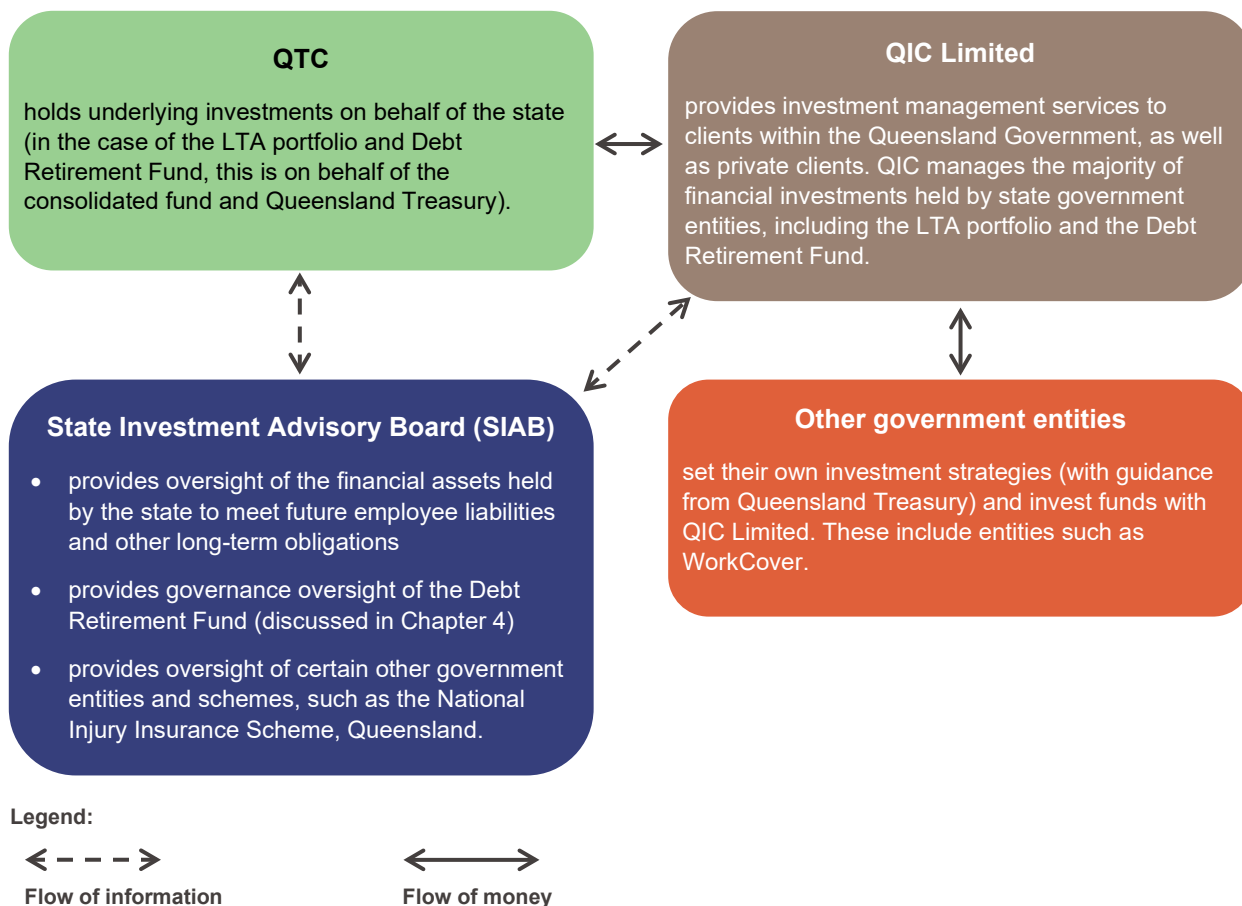 QTC
holds underlying investments on behalf of the state
(in the case of the LTA portfolio and Debt
Retirement Fund, this is on behalf of the
consolidated fund and Queensland Treasury).
QIC Limited
provides investment management services to
clients within the Queensland Government, as well
as private clients. QIC manages the majority of
financial investments held by state government
entities, including the LTA portfolio and the Debt
Retirement Fund.
State Investment Advisory Board (SIAB)
• provides oversight of the financial assets held
by the state to meet future employee liabilities
and other long-term obligations
• provides governance oversight of the Debt
Retirement Fund (discussed in Chapter 4)
• provides oversight of certain other government
entities and schemes, such as the National
Injury Insurance Scheme, Queensland.
Other government entities
set their own investment strategies (with guidance
from Queensland Treasury) and invest funds with
QIC Limited. These include entities such as
WorkCover.
Legend:
Flow of information
Flow of money